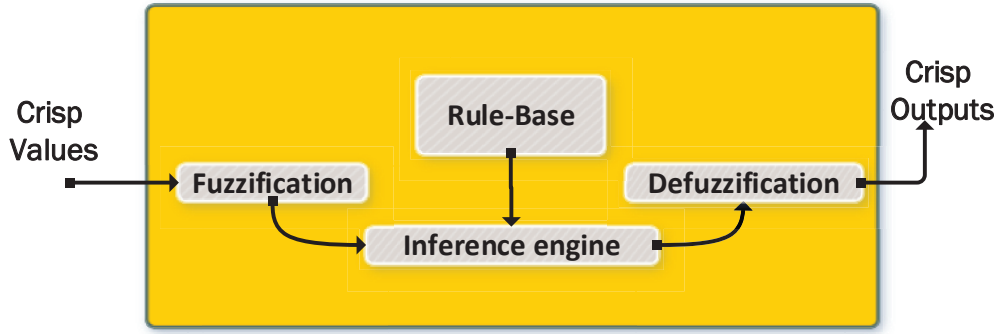 Crisp
Values
Fuzzification
Rule-Base
Inference engine
Defuzzification
Crisp
Outputs